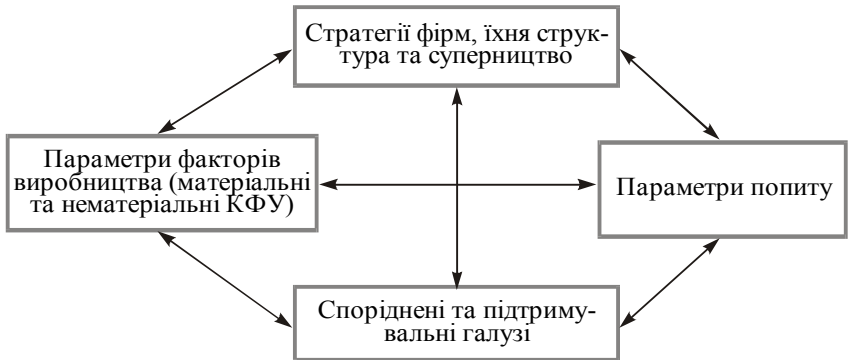 Стратегії фірм, їхня струк-
тура та суперництво
Параметри факторів
виробництва (матеріальні
та нематеріальні КФУ)
Параметри попиту
Споріднені та підтриму-
вальні галузі